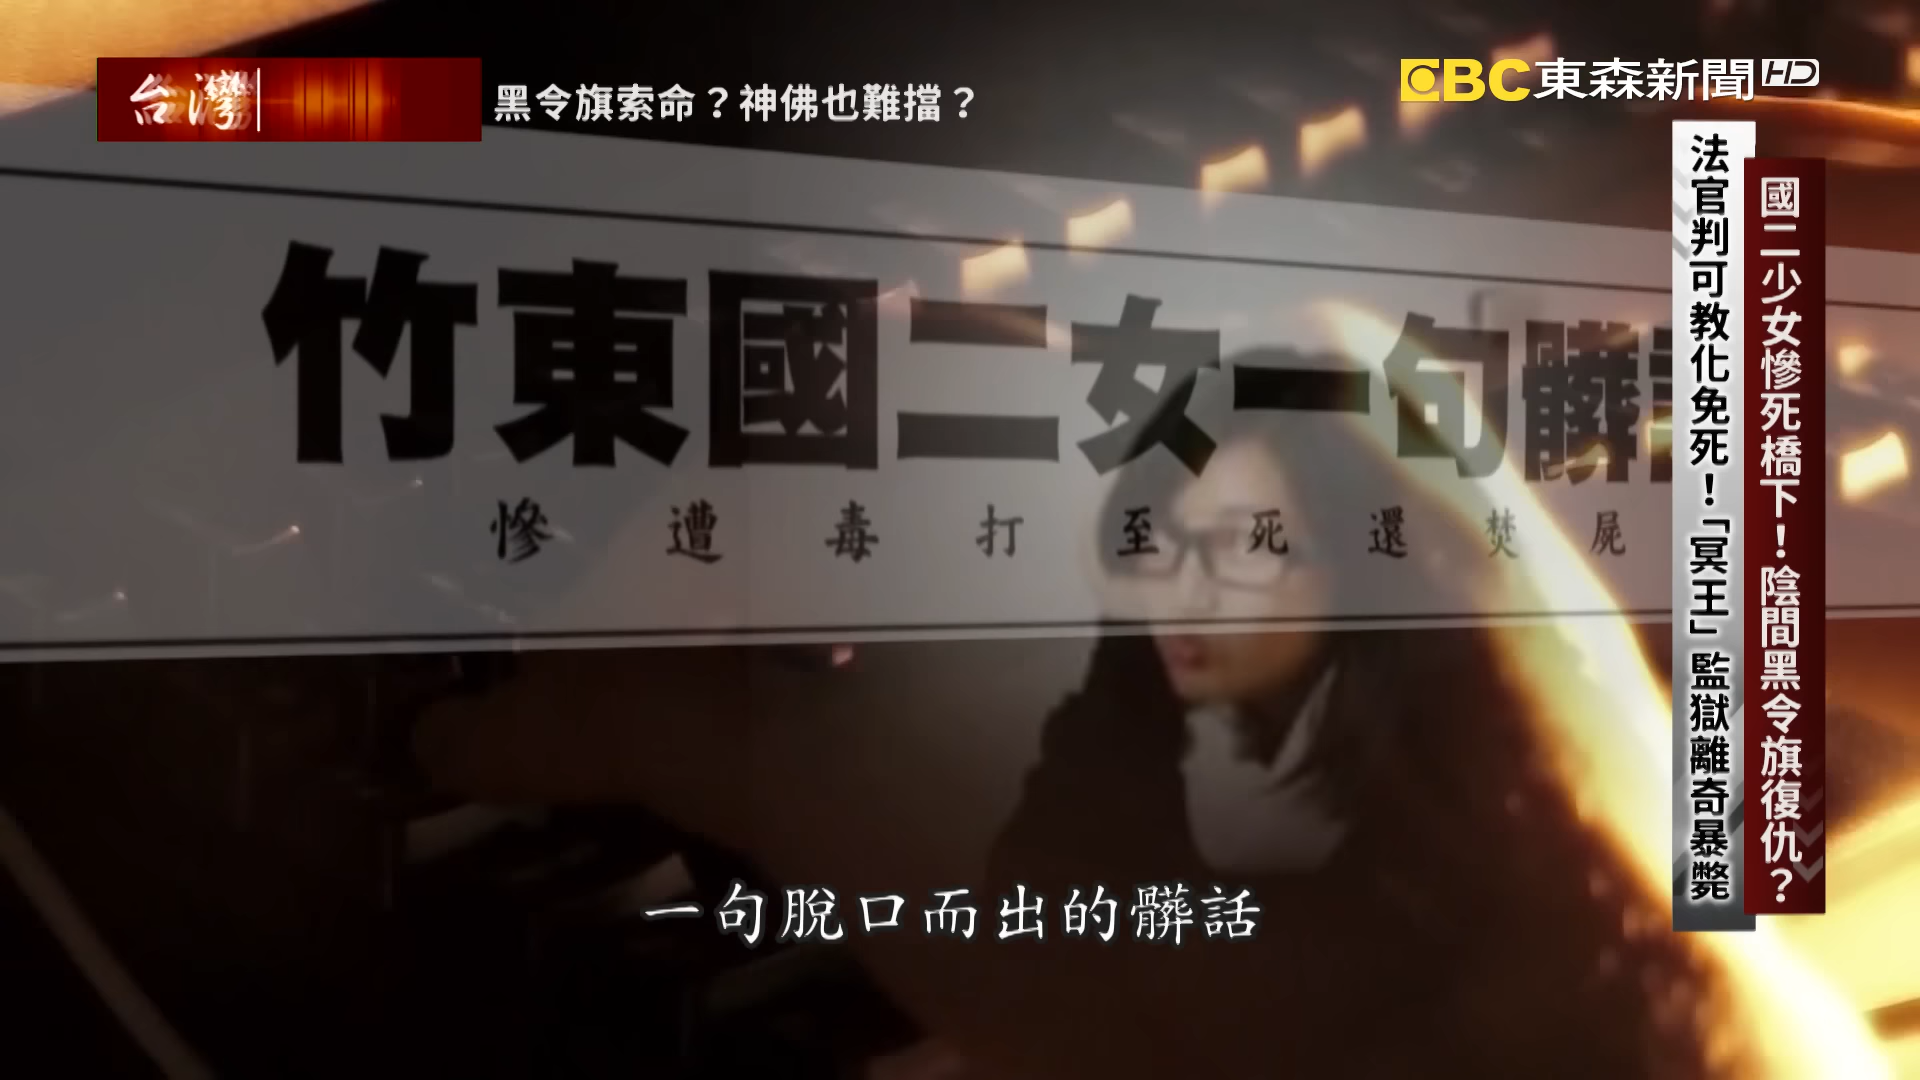 台灣
黑令旗索命？神佛也難擋？
EBC東森新聞HD
國二少女慘死橋下！陰間黑令旗復仇？
法官判可教化免死！「冥王」監獄離奇暴斃
竹東國二女一句髒
慘遭毒打至死還焚屍
一句脫口而出的髒話